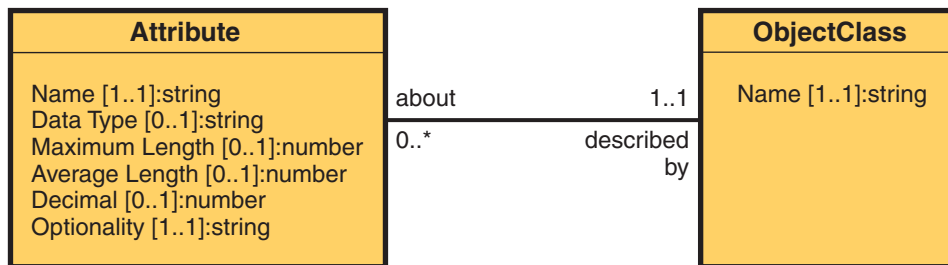 Attribute
Name [1..1]:string
Data Type [0..1]:string
Maximum Length [0..1]:number
Average Length [0..1]:number
Decimal [0..1]:number
Optionality [1..1]:string
about 1..1
0..* described
by
ObjectClass
Name [1..1]:string